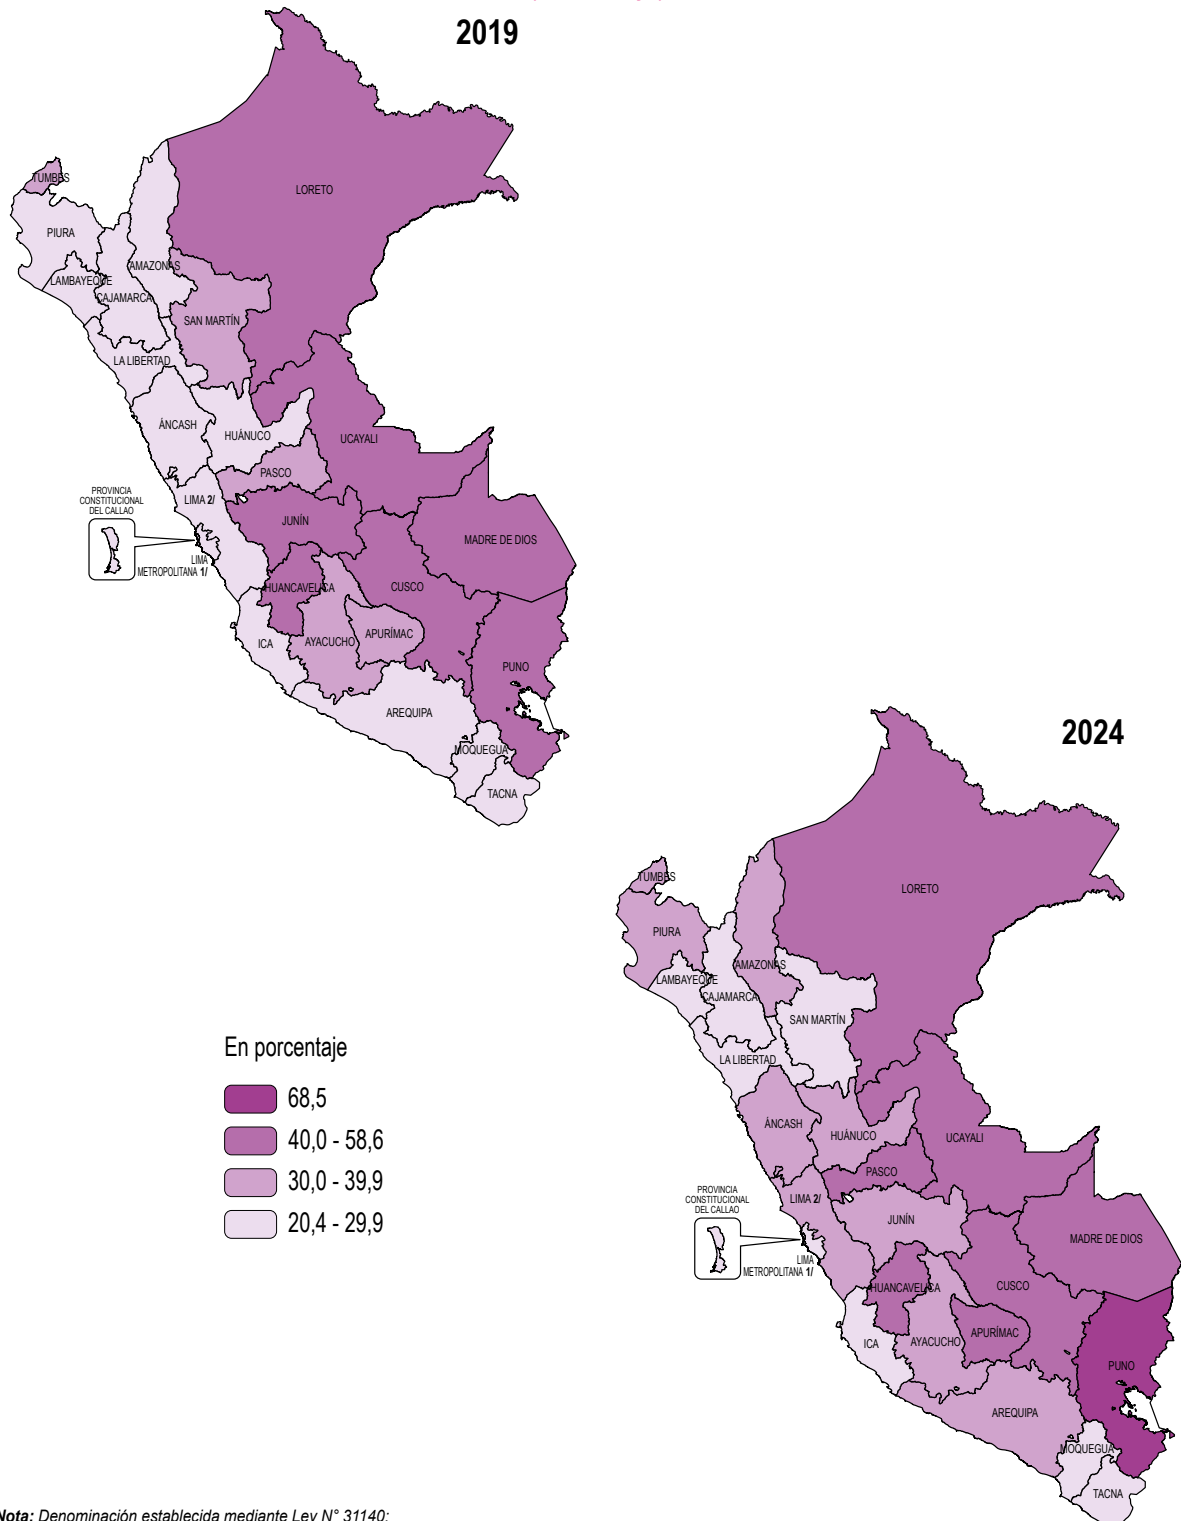 2019
LORETO
TUMBES
PIURA
AMAZONAS
LAMBAYEQUE
CAJAMARCA
SAN MARTÍN
LA LIBERTAD
ÁNCASH
HUÁNUCO
UCAYALI
PASCO
PROVINCIA
CONSTITUCIONAL
DEL CALLAO
LIMA 2/
JUNÍN
MADRE DE DIOS
LIMA
METROPOLITANA 1/
HUANCAVELICA
CUSCO
ICA
AYACUCHO
APURÍMAC
PUNO
AREQUIPA
MOQUEGUA
TACNA
2024
LORETO
TUMBES
PIURA
AMAZONAS
LAMBAYEQUE
CAJAMARCA
SAN MARTÍN
LA LIBERTAD
ÁNCASH
HUÁNUCO
UCAYALI
PASCO
PROVINCIA
CONSTITUCIONAL
DEL CALLAO
LIMA 2/
JUNÍN
MADRE DE DIOS
LIMA
METROPOLITANA 1/
HUANCAVELICA
CUSCO
ICA
AYACUCHO
APURÍMAC
PUNO
AREQUIPA
MOQUEGUA
TACNA
En porcentaje
68,5
40,0 - 58,6
30,0 - 39,9
20,4 - 29,9
Nota: Denominación establecida mediante Ley N° 31140: